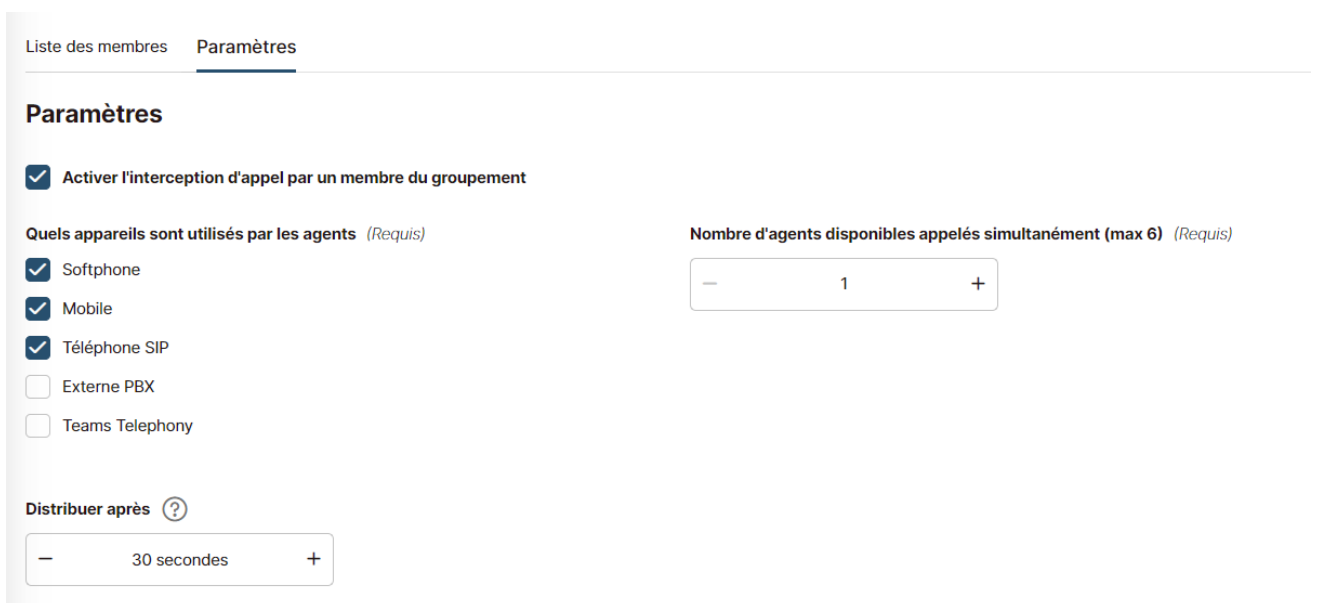 Liste des membres Paramètres
Paramètres
Activer l'interception d'appel par un membre du groupement
Quels appareils sont utilisés par les agents (Requis)
Softphone
Mobile
Téléphone SIP
Externe PBX
Teams Telephony
Nombre d'agents disponibles appelés simultanément (max 6) (Requis)
− 1 +
Distribuer après ?
− 30 secondes +